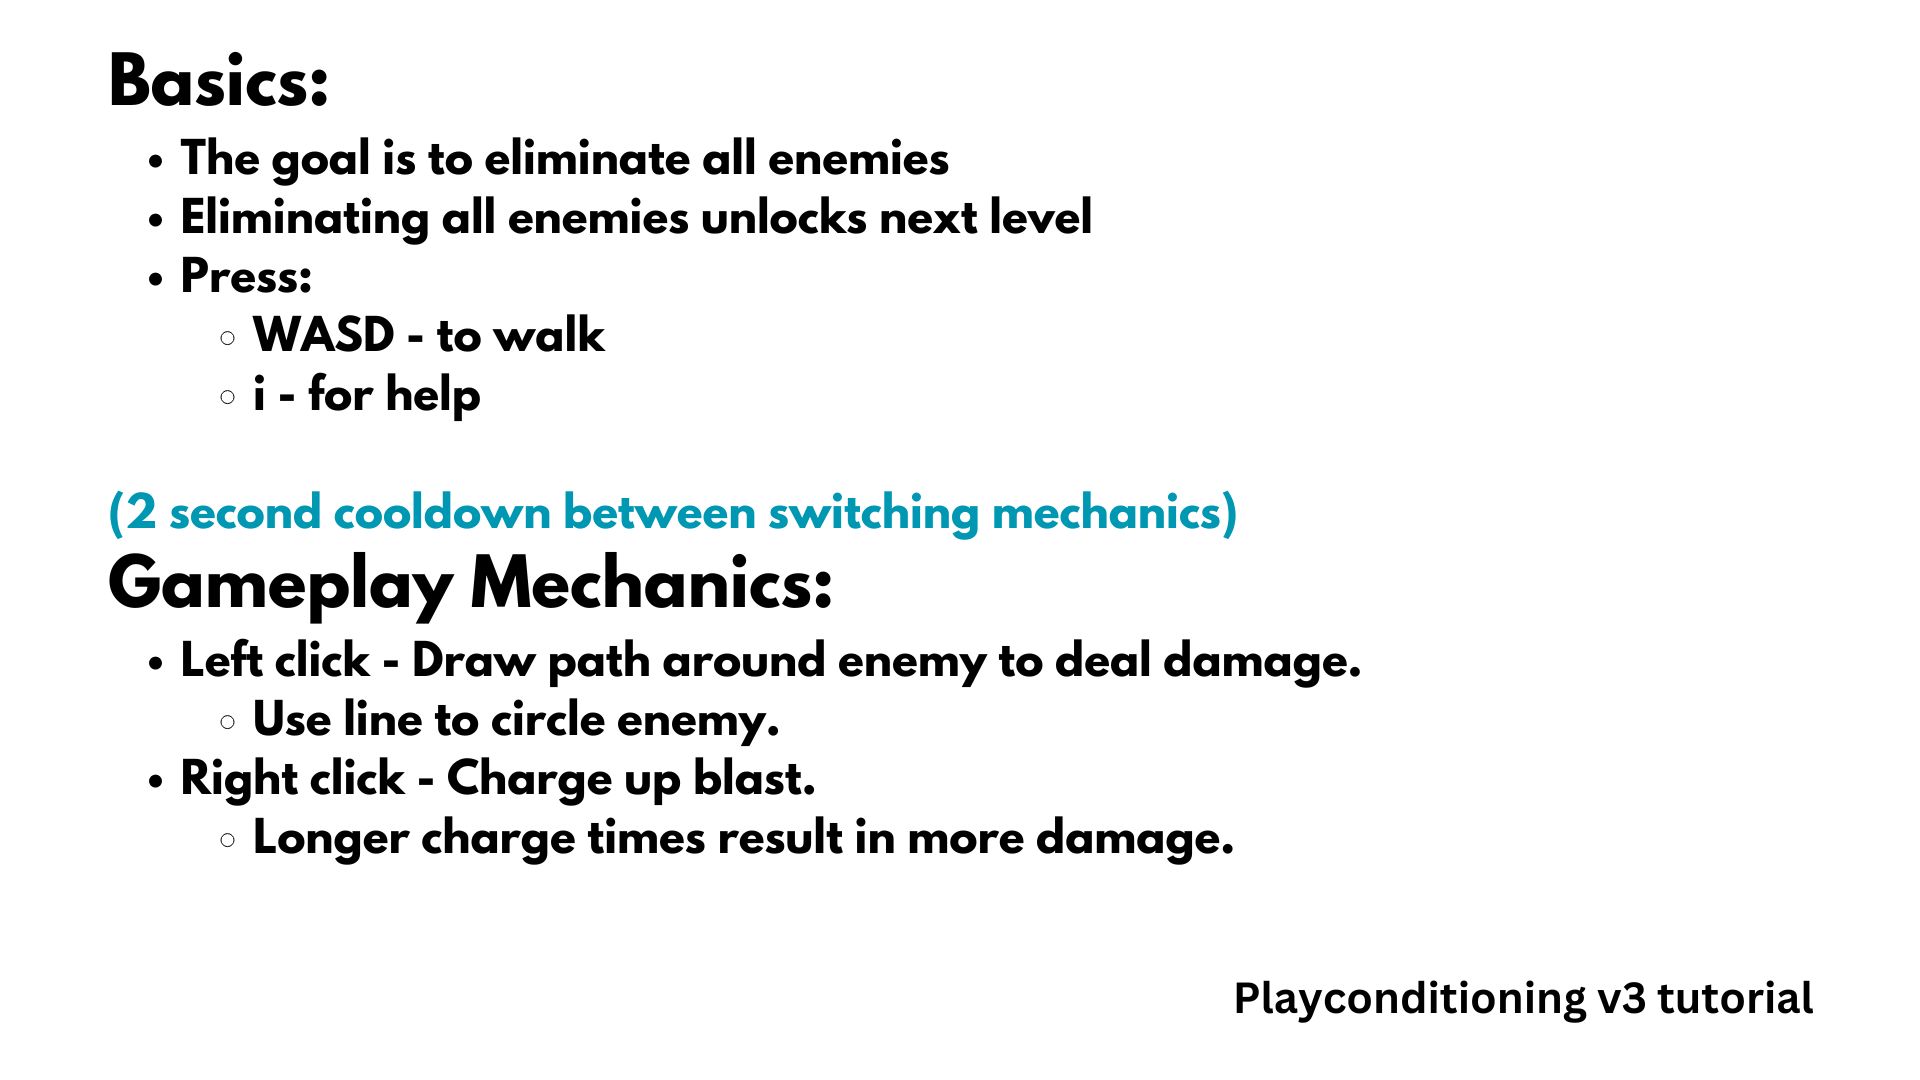 Basics:
• The goal is to eliminate all enemies
• Eliminating all enemies unlocks next level
• Press:
◦ WASD - to walk
◦ i - for help
(2 second cooldown between switching mechanics)
Gameplay Mechanics:
• Left click - Draw path around enemy to deal damage.
◦ Use line to circle enemy.
• Right click - Charge up blast.
◦ Longer charge times result in more damage.
Playconditioning v3 tutorial